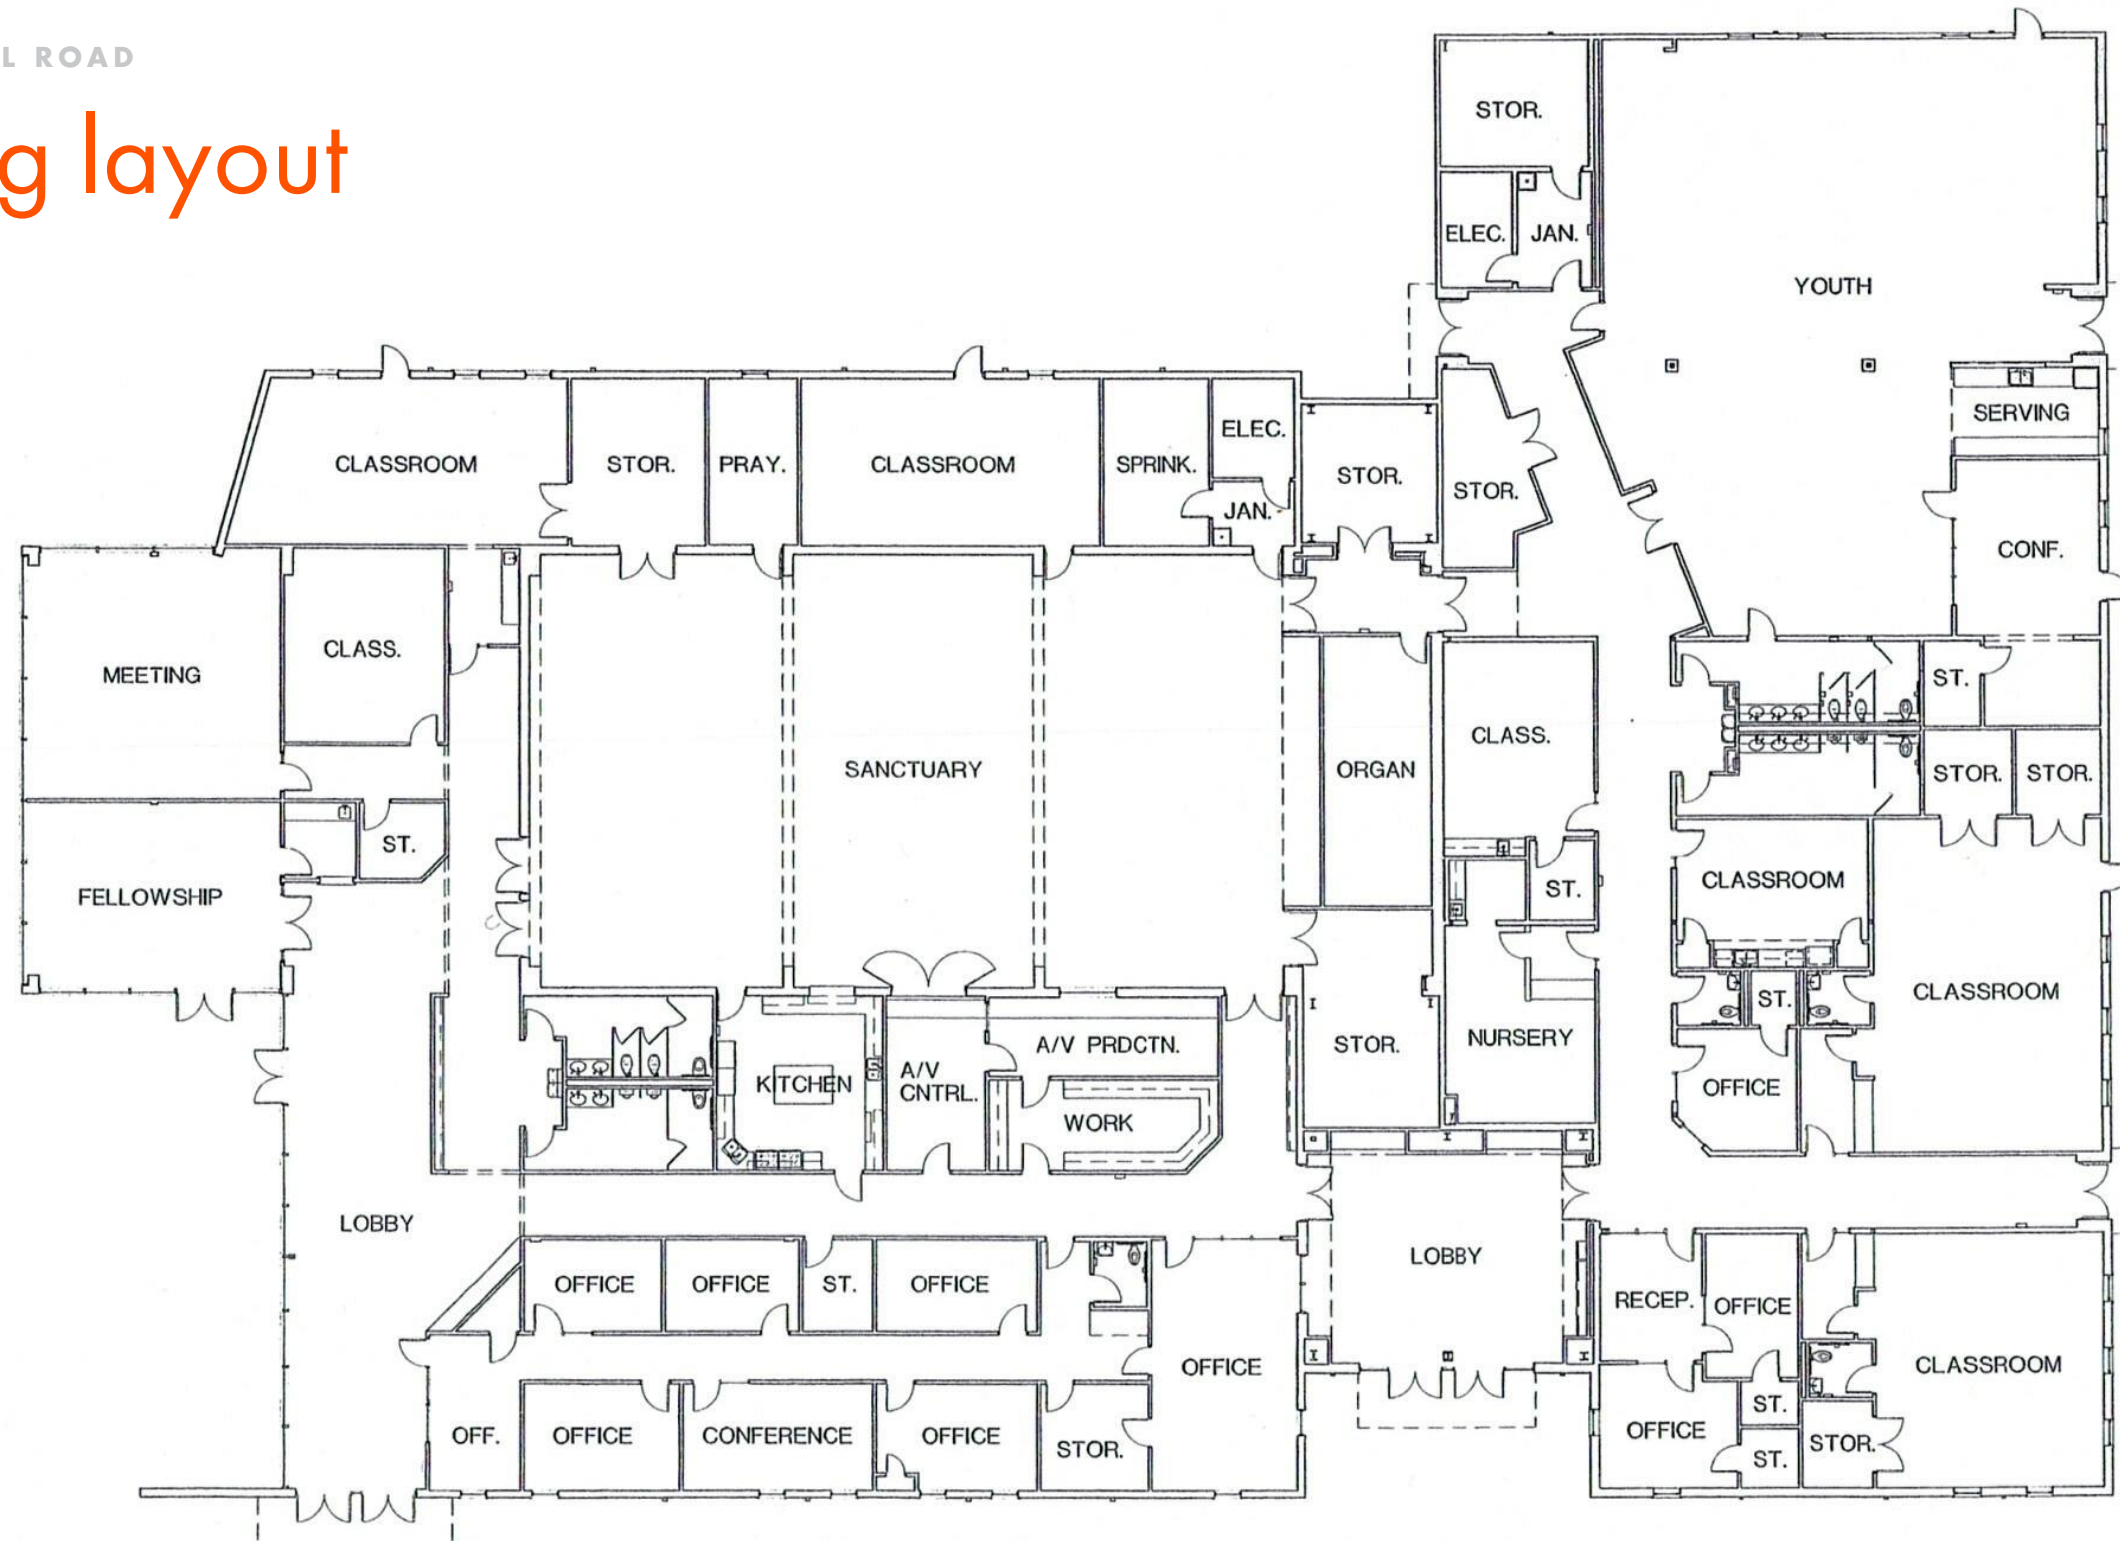 L ROAD
g layout
STOR.
ELEC.
JAN.
YOUTH
SERVING
CLASSROOM
STOR.
PRAY.
CLASSROOM
SPRINK.
ELEC.
JAN.
STOR.
STOR.
CONF.
MEETING
CLASS.
SANCTUARY
ORGAN
CLASS.
ST.
STOR.
STOR.
FELLOWSHIP
ST.
ST.
CLASSROOM
CLASSROOM
ST.
KITCHEN
A/V
CNTRL.
A/V PRDCTN.
WORK
STOR.
NURSERY
OFFICE
LOBBY
OFFICE
OFFICE
ST.
OFFICE
OFFICE
LOBBY
RECEP.
OFFICE
CLASSROOM
OFF.
OFFICE
CONFERENCE
OFFICE
STOR.
OFFICE
ST.
ST.
STOR.